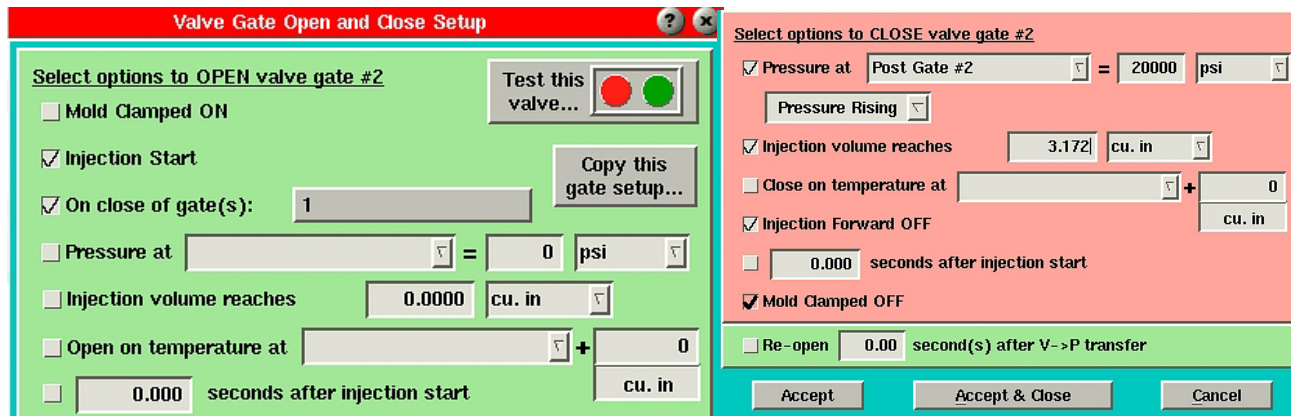 Valve Gate Open and Close Setup ? ×
Select options to OPEN valve gate #2
Test this
valve...
Mold Clamped ON
Injection Start
Copy this
gate setup...
On close of gate(s): 1
Pressure at = 0 psi
Injection volume reaches 0.0000 cu. in
Open on temperature at + 0
cu. in
0.000 seconds after injection start
Select options to CLOSE valve gate #2
Pressure at Post Gate #2 = 20000 psi
Pressure Rising
Injection volume reaches 3.172 cu. in
Close on temperature at + 0
cu. in
Injection Forward OFF
0.000 seconds after injection start
Mold Clamped OFF
Re-open 0.00 second(s) after V->P transfer
Accept Accept & Close Cancel